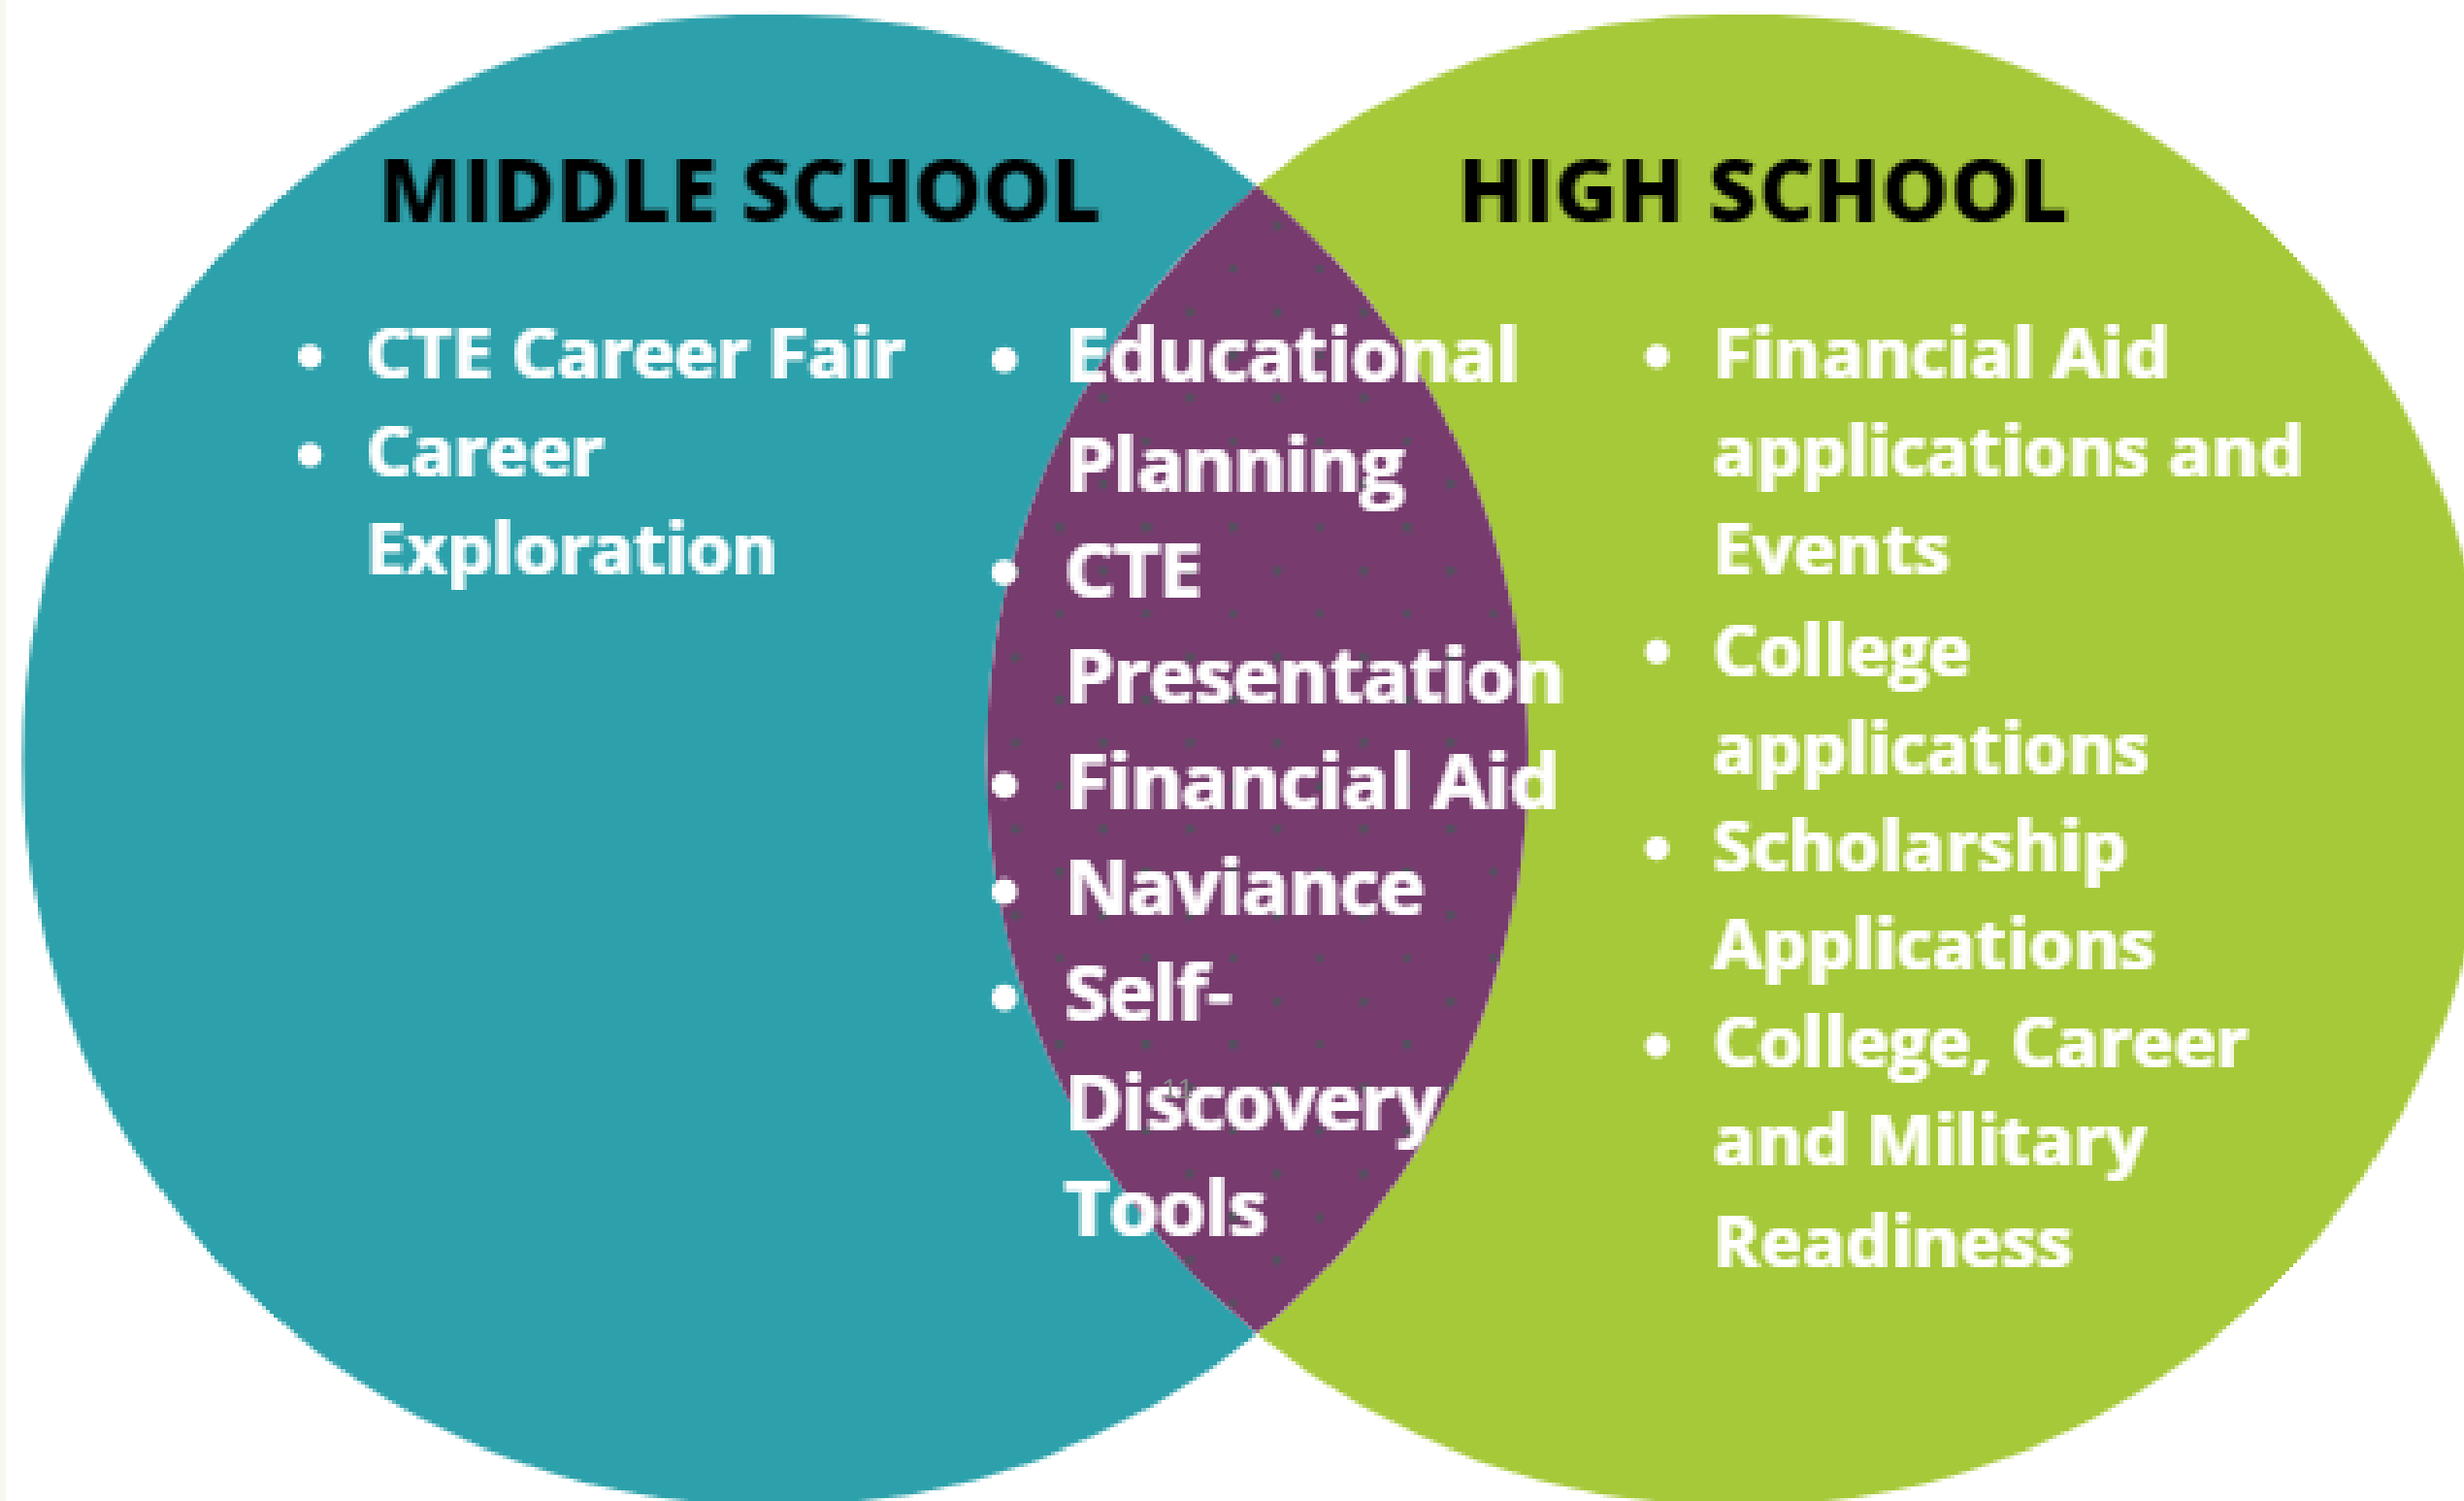 MIDDLE SCHOOL
• CTE Career Fair
• Career
Exploration
• Educational
Planning
• CTE
Presentation
• Financial Aid
• Naviance
• Self-
Discovery
Tools
11
HIGH SCHOOL
• Financial Aid
applications and
Events
• College
applications
• Scholarship
Applications
• College, Career
and Military
Readiness